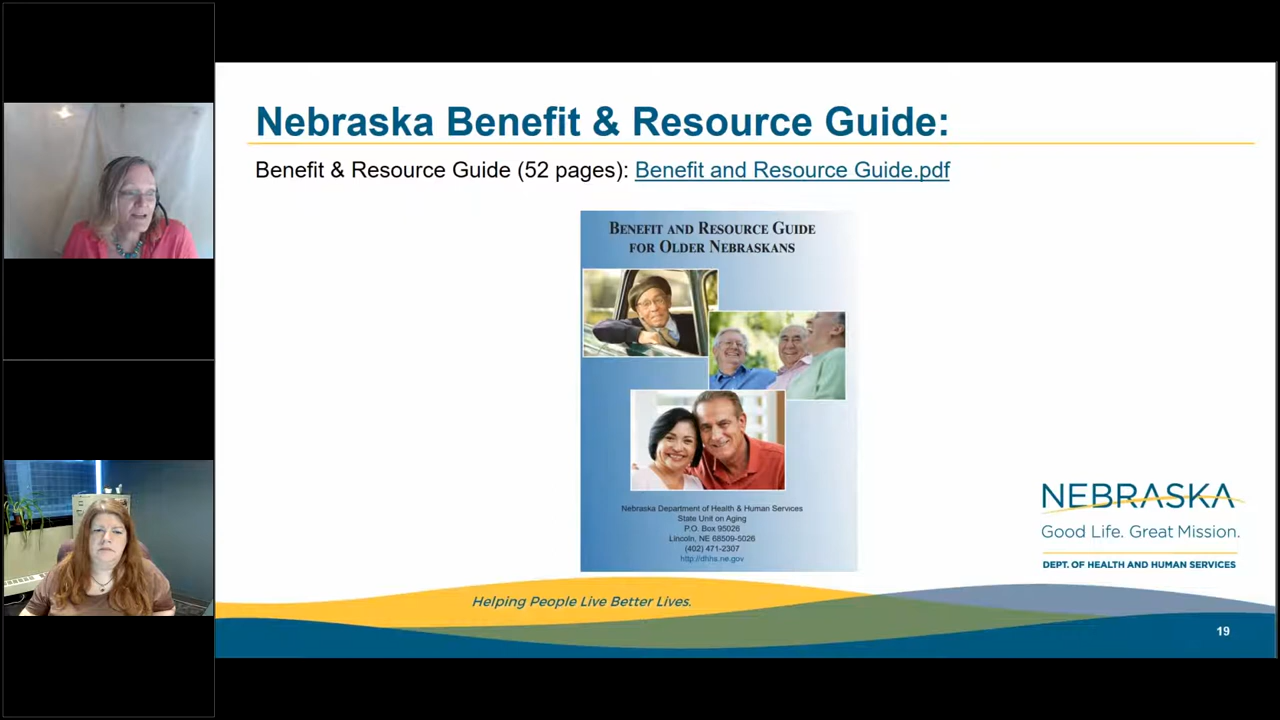 Nebraska Benefit & Resource Guide:
Benefit & Resource Guide (52 pages): Benefit and Resource Guide.pdf
BENEFIT AND RESOURCE GUIDE
FOR OLDER NEBRASKANS
Nebraska Department of Health & Human Services
State Unit on Aging
P.O. Box 95026
Lincoln, NE 68509-5026
(402) 471-2307
http://dhhs.ne.gov
NEBRASKA
Good Life. Great Mission.
DEPT. OF HEALTH AND HUMAN SERVICES
Helping People Live Better Lives.
19